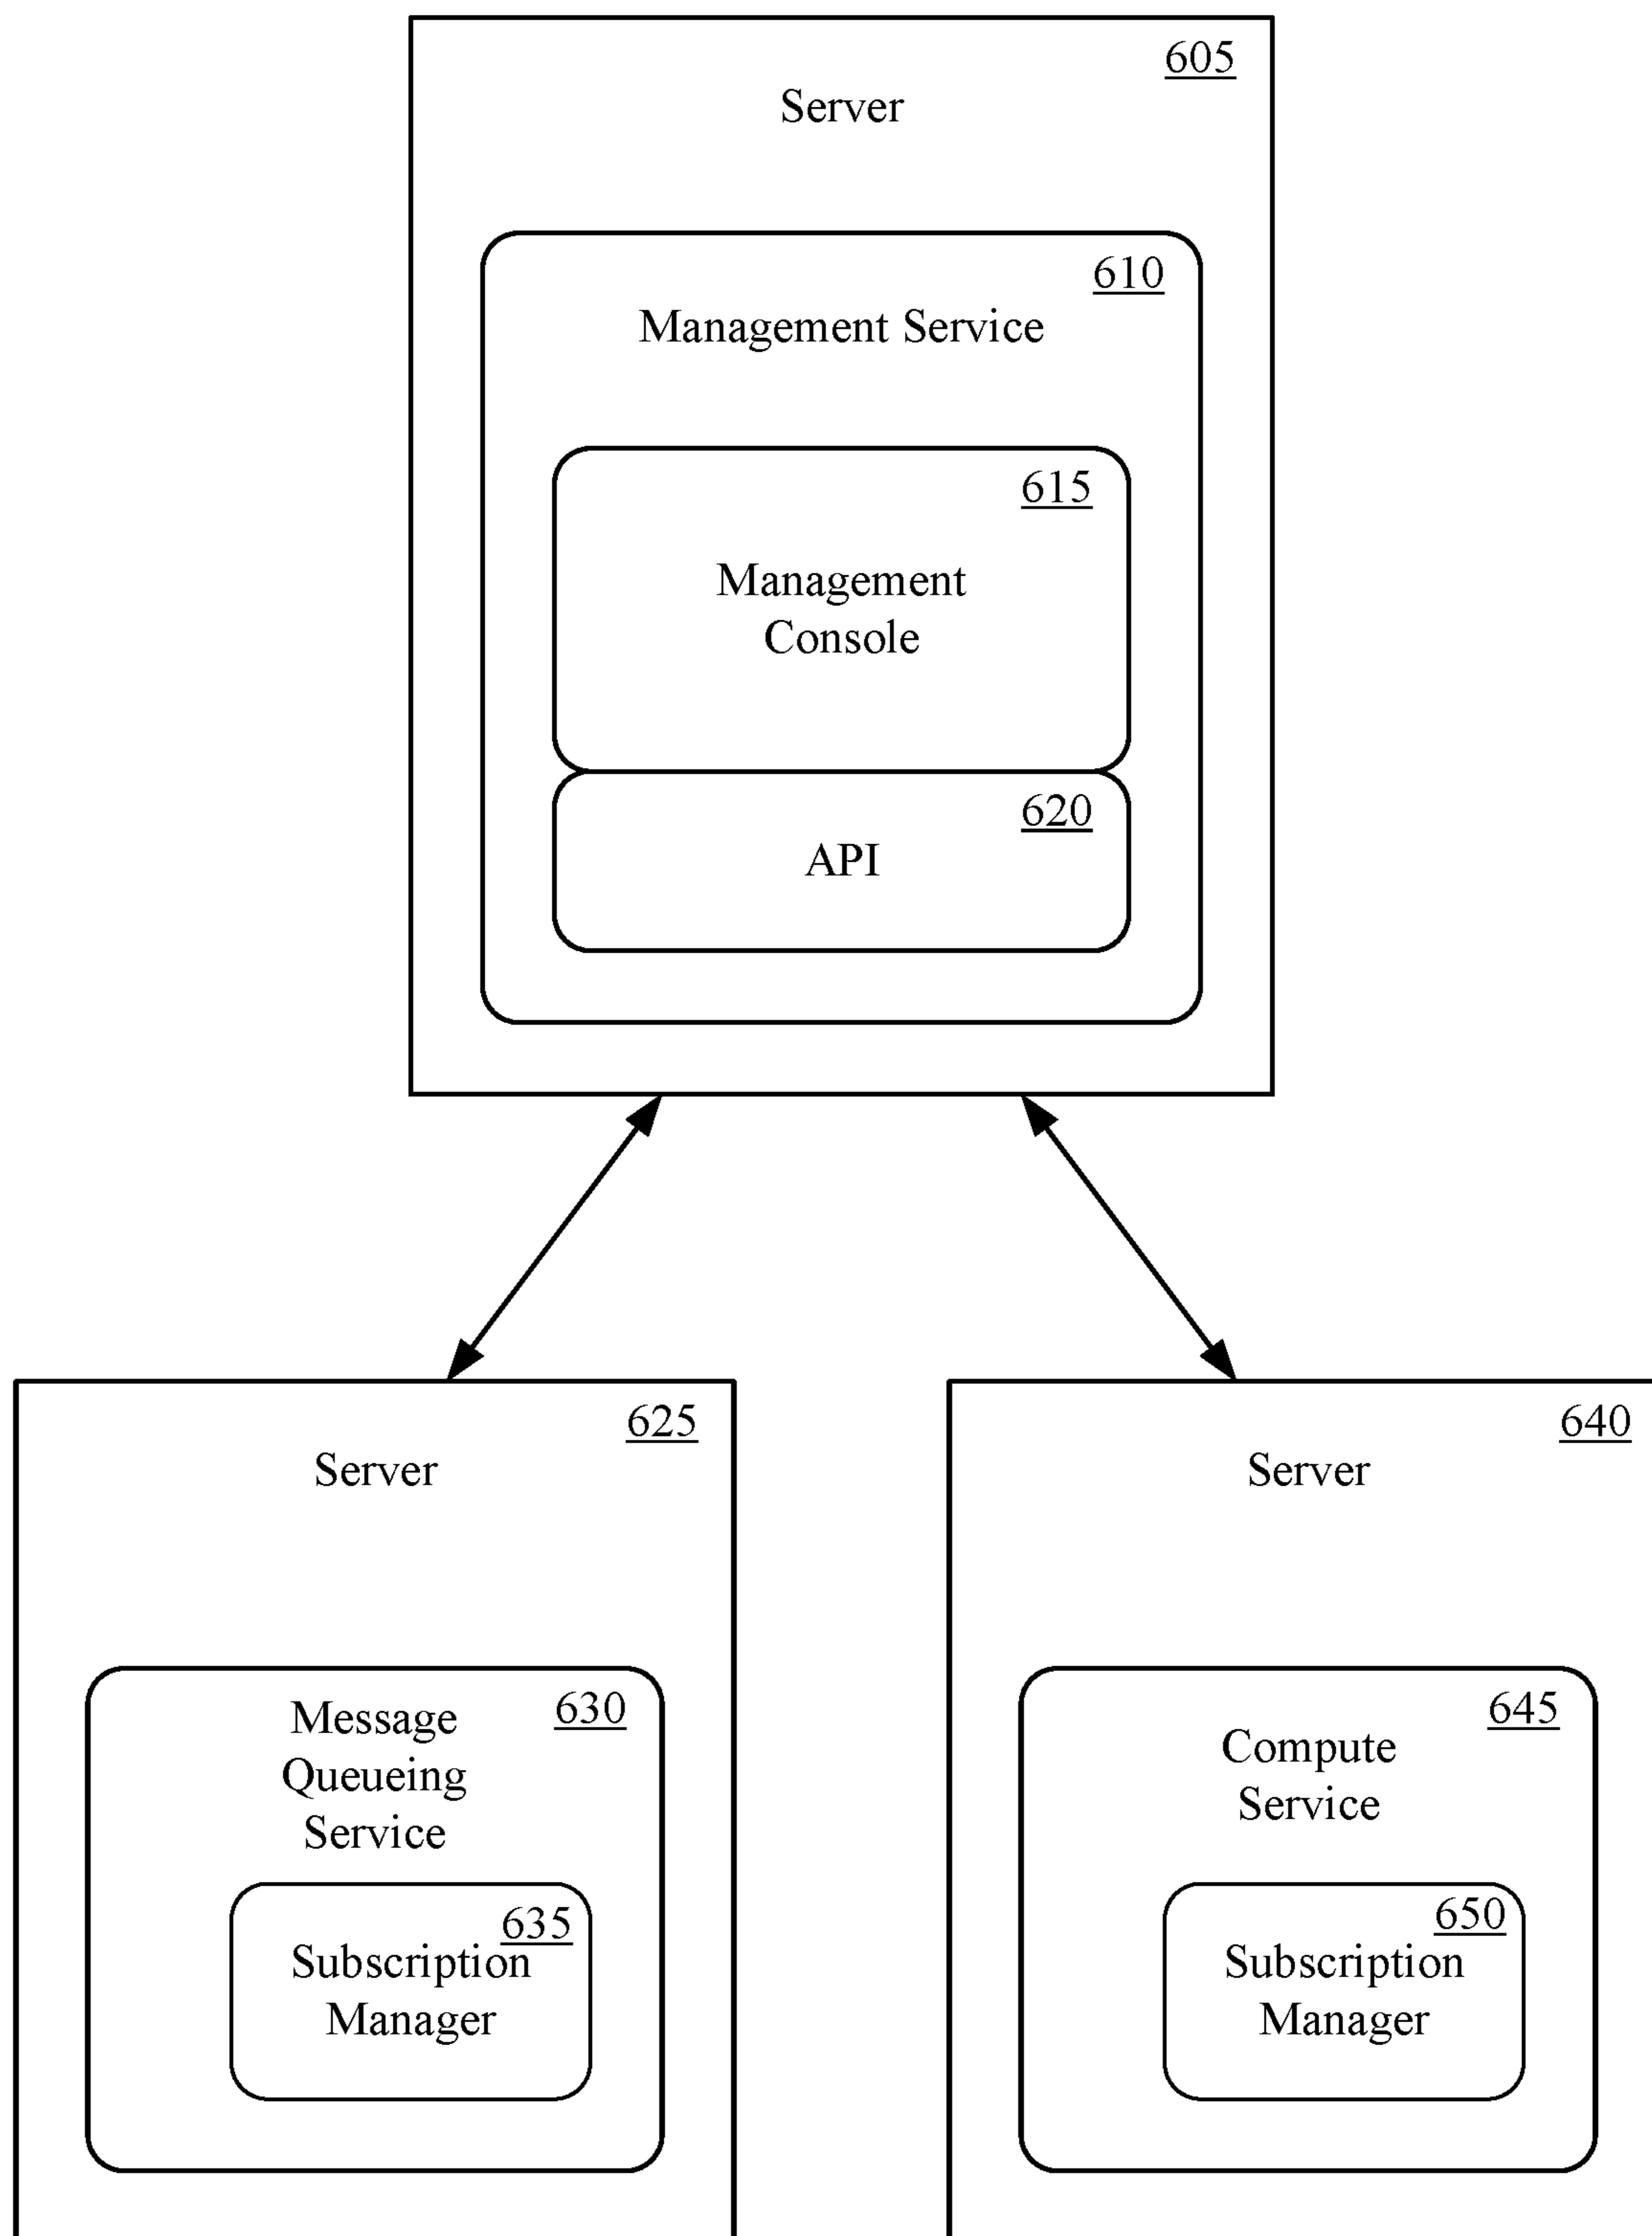 605
Server
610
Management Service
615
Management
Console
620
API
625
Server
630
Message
Queueing
Service
635
Subscription
Manager
640
Server
645
Compute
Service
650
Subscription
Manager